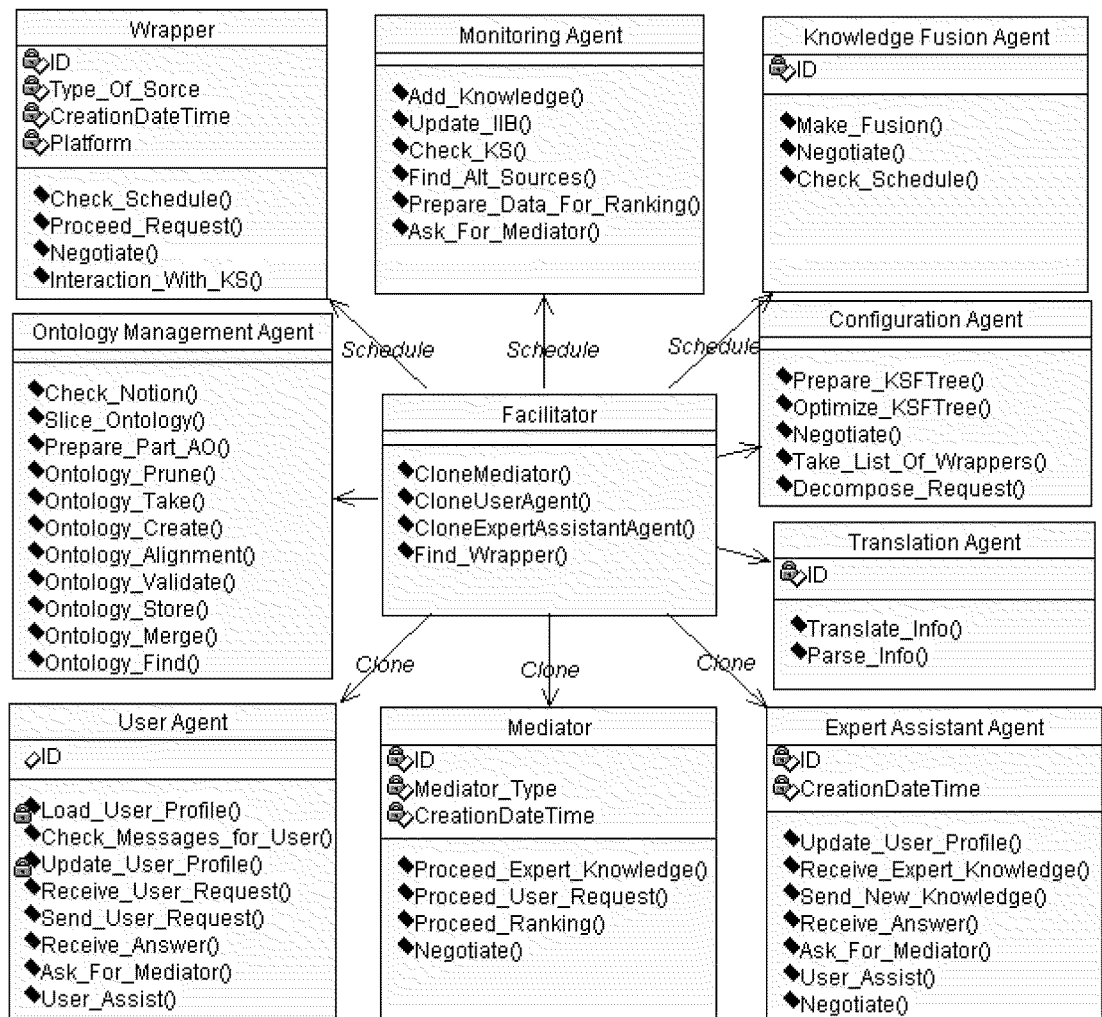 Wrapper
ID
Type_Of_Sorce
CreationDateTime
Platform
Check_Schedule()
Proceed_Request()
Negotiate()
Interaction_With_KS()
Monitoring Agent
Add_Knowledge()
Update_IIB()
Check_KS()
Find_Alt_Sources()
Prepare_Data_For_Ranking()
Ask_For_Mediator()
Knowledge Fusion Agent
ID
Make_Fusion()
Negotiate()
Check_Schedule()
Schedule
Schedule
Schedule
Ontology Management Agent
Check_Notion()
Slice_Ontology()
Prepare_Part_AO()
Ontology_Prune()
Ontology_Take()
Ontology_Create()
Ontology_Alignment()
Ontology_Validate()
Ontology_Store()
Ontology_Merge()
Ontology_Find()
Facilitator
CloneMediator()
CloneUserAgent()
CloneExpertAssistantAgent()
Find_Wrapper()
Configuration Agent
Prepare_KSFTree()
Optimize_KSFTree()
Negotiate()
Take_List_Of_Wrappers()
Decompose_Request()
Translation Agent
ID
Translate_Info()
Parse_Info()
Clone
Clone
Clone
User Agent
ID
Load_User_Profile()
Check_Messages_for_User()
Update_User_Profile()
Receive_User_Request()
Send_User_Request()
Receive_Answer()
Ask_For_Mediator()
User_Assist()
Mediator
ID
Mediator_Type
CreationDateTime
Proceed_Expert_Knowledge()
Proceed_User_Request()
Proceed_Ranking()
Negotiate()
Expert Assistant Agent
ID
CreationDateTime
Update_User_Profile()
Receive_Expert_Knowledge()
Send_New_Knowledge()
Receive_Answer()
Ask_For_Mediator()
User_Assist()
Negotiate()